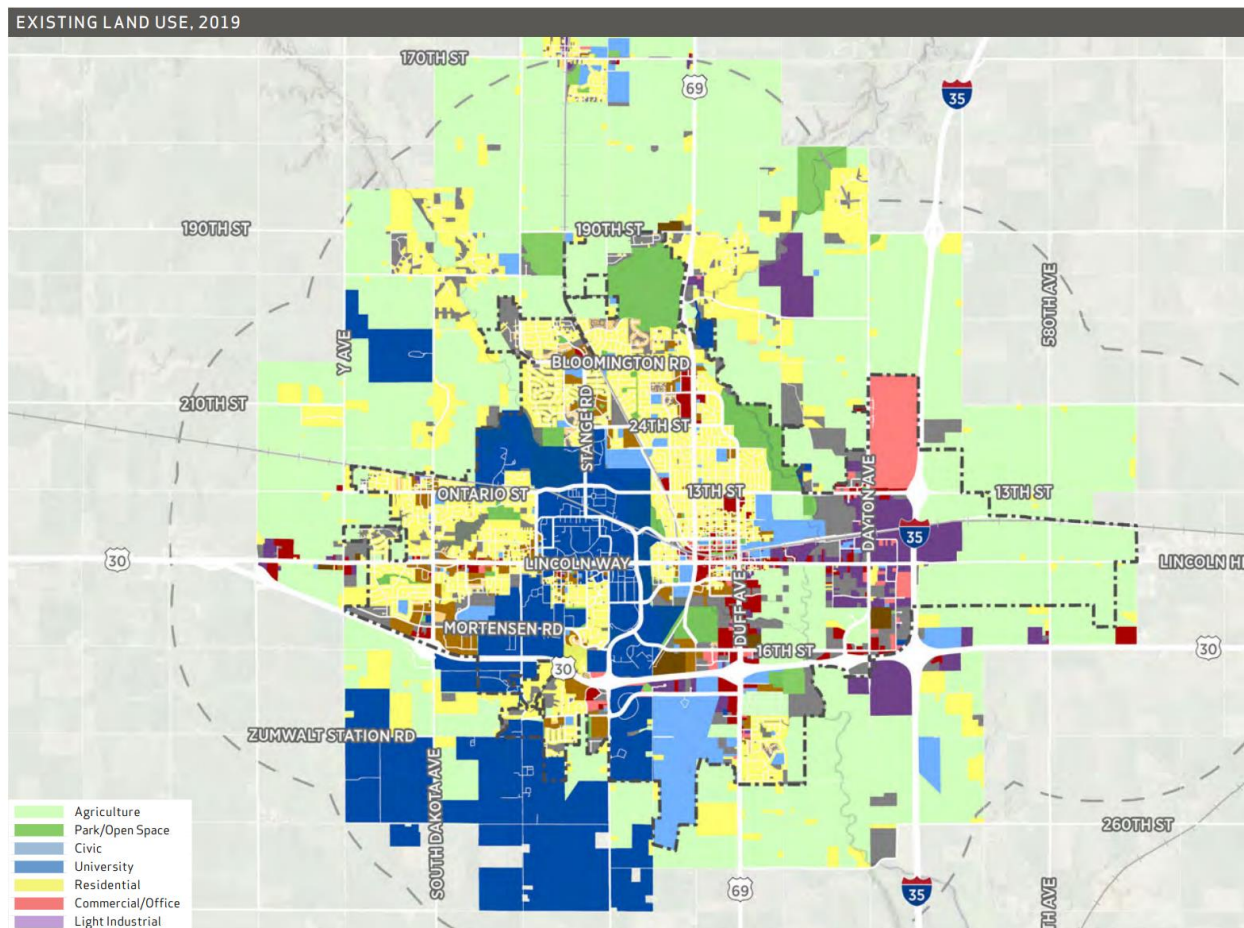 EXISTING LAND USE, 2019
170TH ST
69
35
190TH ST
190TH ST
580TH AVE
Y AVE
BLOOMINGTON RD
210TH ST
STANGE RD
24TH ST
DAYTON AVE
ONTARIO ST
13TH ST
13TH ST
35
30
LINCOLN WAY
LINCOLN H
DUFF AVE
MORTENSEN RD
16TH ST
30
30
ZUMWALT STATION RD
SOUTH DAKOTA AVE
260TH ST
69
35
TH AVE
Agriculture
Park/Open Space
Civic
University
Residential
Commercial/Office
Light Industrial